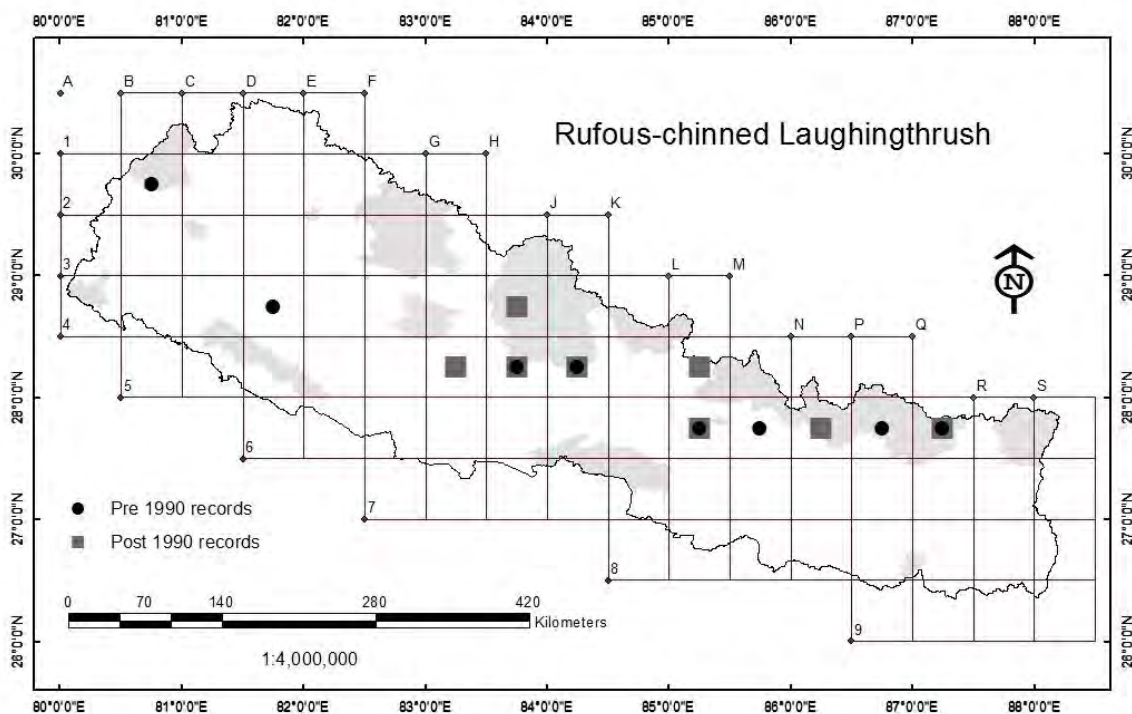 80°0'0"E 81°0'0"E 82°0'0"E 83°0'0"E 84°0'0"E 85°0'0"E 86°0'0"E 87°0'0"E 88°0'0"E
A B C D E F
Rufous-chinned Laughingthrush
30°0'0"N 1 G H 30°0'0"N
2 J K
29°0'0"N 3 L M 29°0'0"N
N
4 N P Q
28°0'0"N 5 R S 28°0'0"N
6
Pre 1990 records
27°0'0"N 7 27°0'0"N
Post 1990 records
8
0 70 140 280 420
Kilometers
26°0'0"N 9 26°0'0"N
1:4,000,000
80°0'0"E 81°0'0"E 82°0'0"E 83°0'0"E 84°0'0"E 85°0'0"E 86°0'0"E 87°0'0"E 88°0'0"E